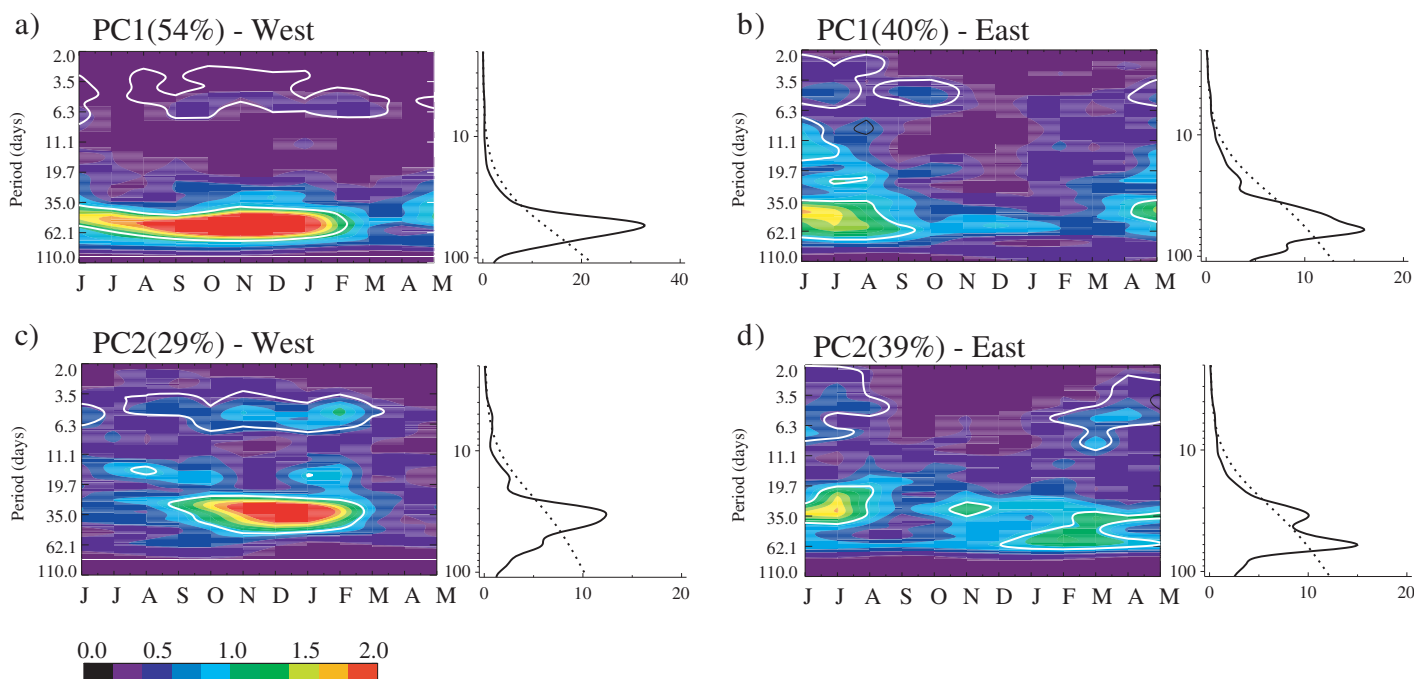 a)
PC1(54%) - West
Period (days)
2.0
3.5
6.3
11.1
19.7
35.0
62.1
110.0
J J A S O N D J F M A M
10
100
0 20 40
b)
PC1(40%) - East
Period (days)
2.0
3.5
6.3
11.1
19.7
35.0
62.1
110.0
J J A S O N D J F M A M
10
100
0 10 20
c)
PC2(29%) - West
Period (days)
2.0
3.5
6.3
11.1
19.7
35.0
62.1
110.0
J J A S O N D J F M A M
10
100
0 10 20
d)
PC2(39%) - East
Period (days)
2.0
3.5
6.3
11.1
19.7
35.0
62.1
110.0
J J A S O N D J F M A M
10
100
0 10 20
0.0 0.5 1.0 1.5 2.0